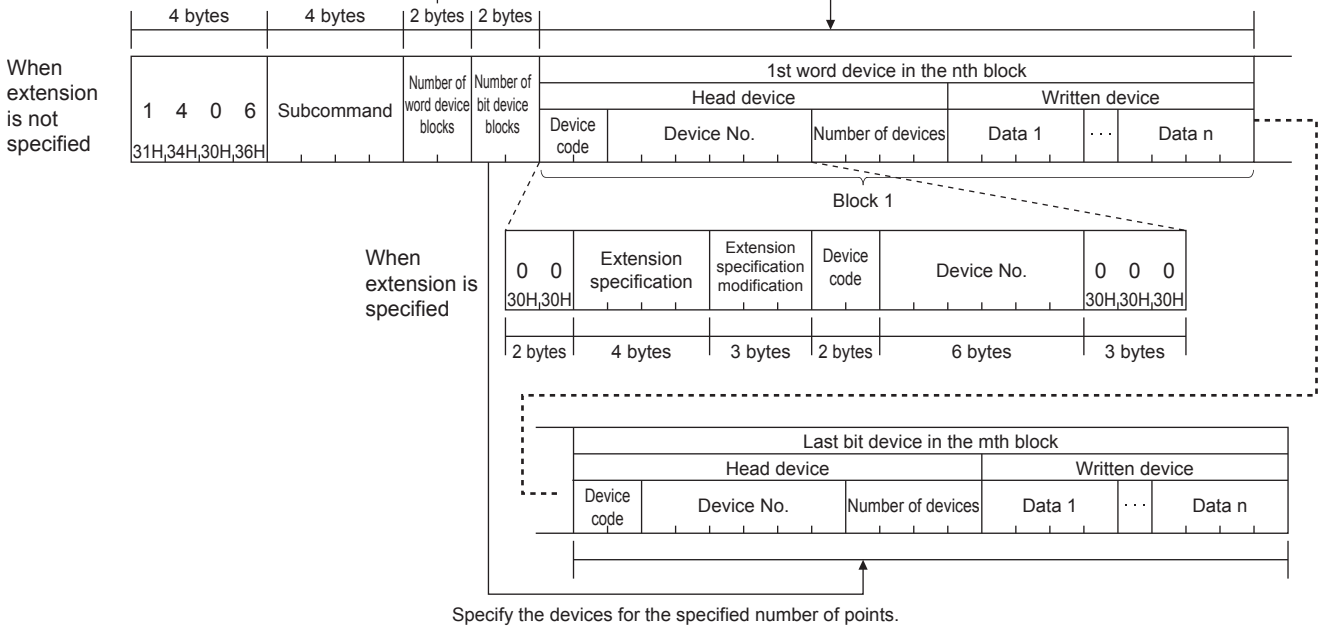 4 bytes 4 bytes 2 bytes 2 bytes
When
extension
is not
specified
1 4 0 6
31H,34H,30H,36H
Subcommand
Number of
word device
blocks
Number of
bit device
blocks
1st word device in the nth block
Head device Written device
Device
code
Device No.
Number of devices
Data 1 ··· Data n
Block 1
When
extension is
specified
0 0
30H,30H
Extension
specification
Extension
specification
modification
Device
code
Device No.
0 0 0
30H,30H,30H
2 bytes 4 bytes 3 bytes 2 bytes 6 bytes 3 bytes
Last bit device in the mth block
Head device Written device
Device
code
Device No.
Number of devices
Data 1 ··· Data n
Specify the devices for the specified number of points.